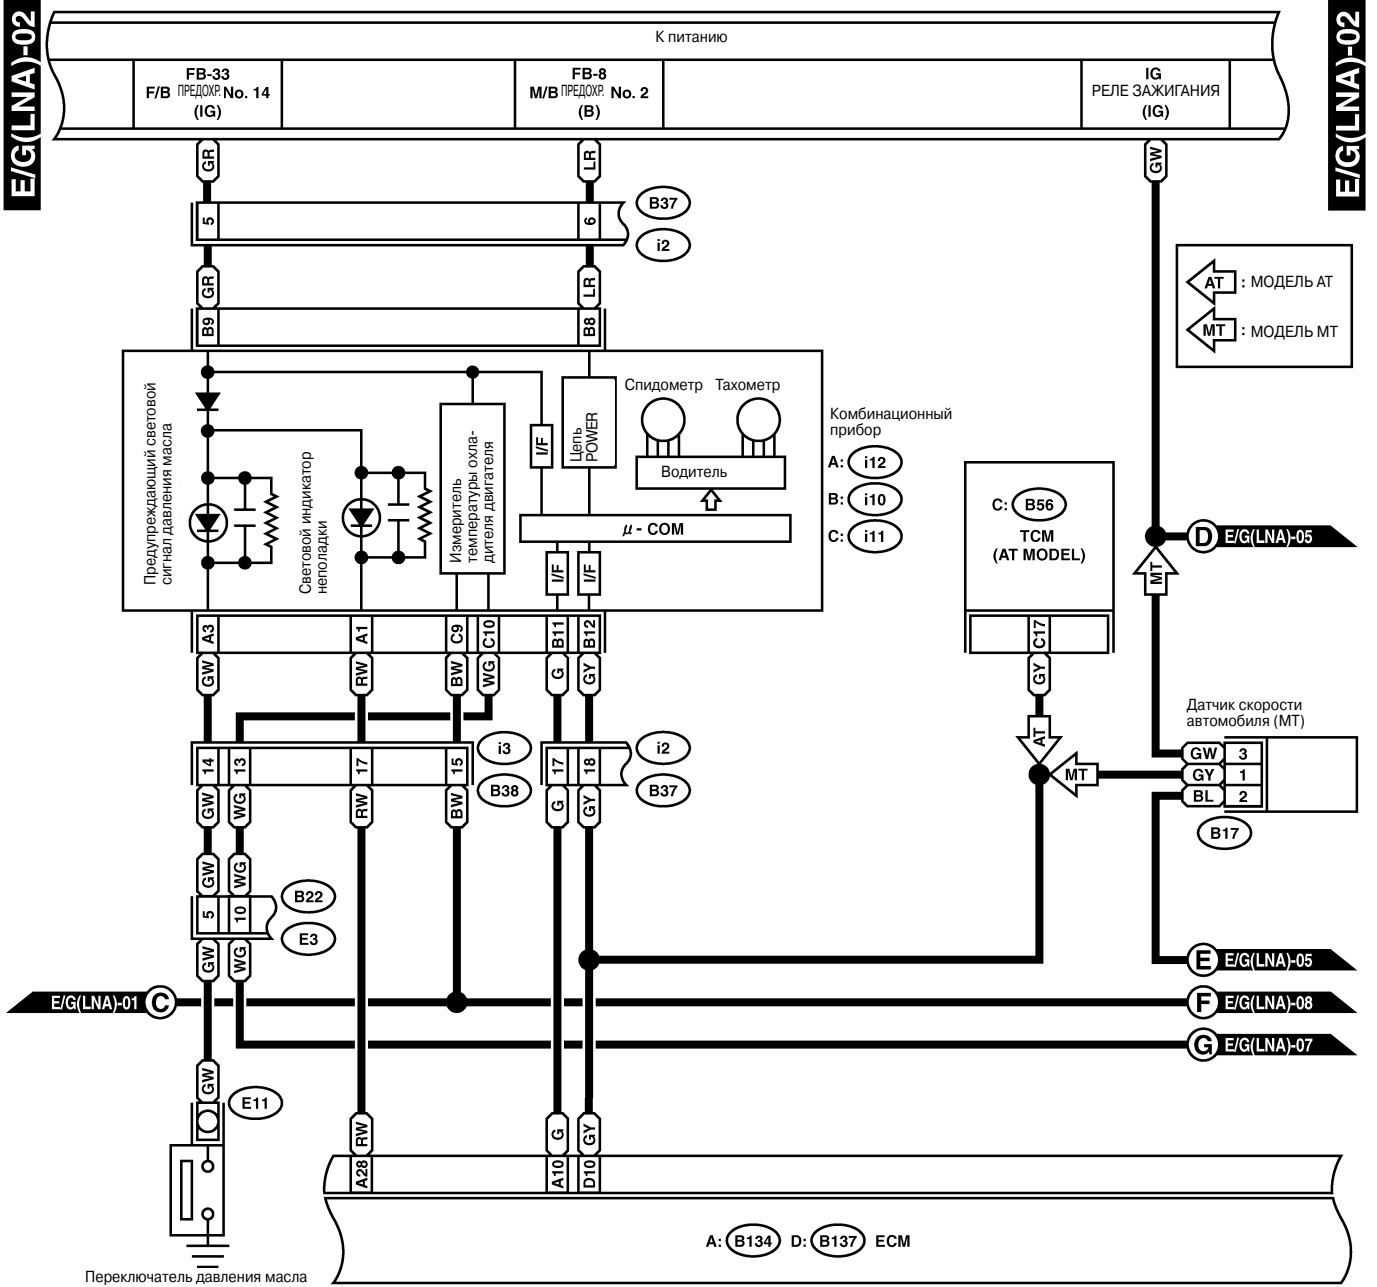 E/G(LNA)-02
E/G(LNA)-02
К питанию
FB-33
F/B ПРЕДОХР. No. 14
(IG)
FB-8
M/B ПРЕДОХР. No. 2
(B)
IG
РЕЛЕ ЗАЖИГАНИЯ
(IG)
GR
LR
GW
5
6
B37
i2
GR
LR
B9
B8
AT : МОДЕЛЬ АТ
MT : МОДЕЛЬ МТ
Предупреждающий световой
сигнал давления масла
Световой индикатор
неполадки
Измеритель
температуры охла-
дителя двигателя
I/F
Цепь
POWER
Спидометр
Тахометр
Водитель
μ - COM
I/F
I/F
Комбинационный
прибор
A: i12
B: i10
C: i11
C: B56
TCM
(AT MODEL)
D E/G(LNA)-05
MT
A3
A1
C9
C10
B11
B12
C17
GW
RW
BW
WG
G
GY
GY
AT
MT
Датчик скорости
автомобиля (МТ)
GW 3
GY 1
BL 2
B17
14
13
17
15
i3
B38
17
18
i2
B37
GW
WG
RW
BW
G
GY
GW
WG
5
10
B22
E3
GW
WG
E E/G(LNA)-05
E/G(LNA)-01 C
F E/G(LNA)-08
G E/G(LNA)-07
GW
E11
RW
G
GY
A28
A10
D10
A: B134 D: B137 ECM
Переключатель давления масла